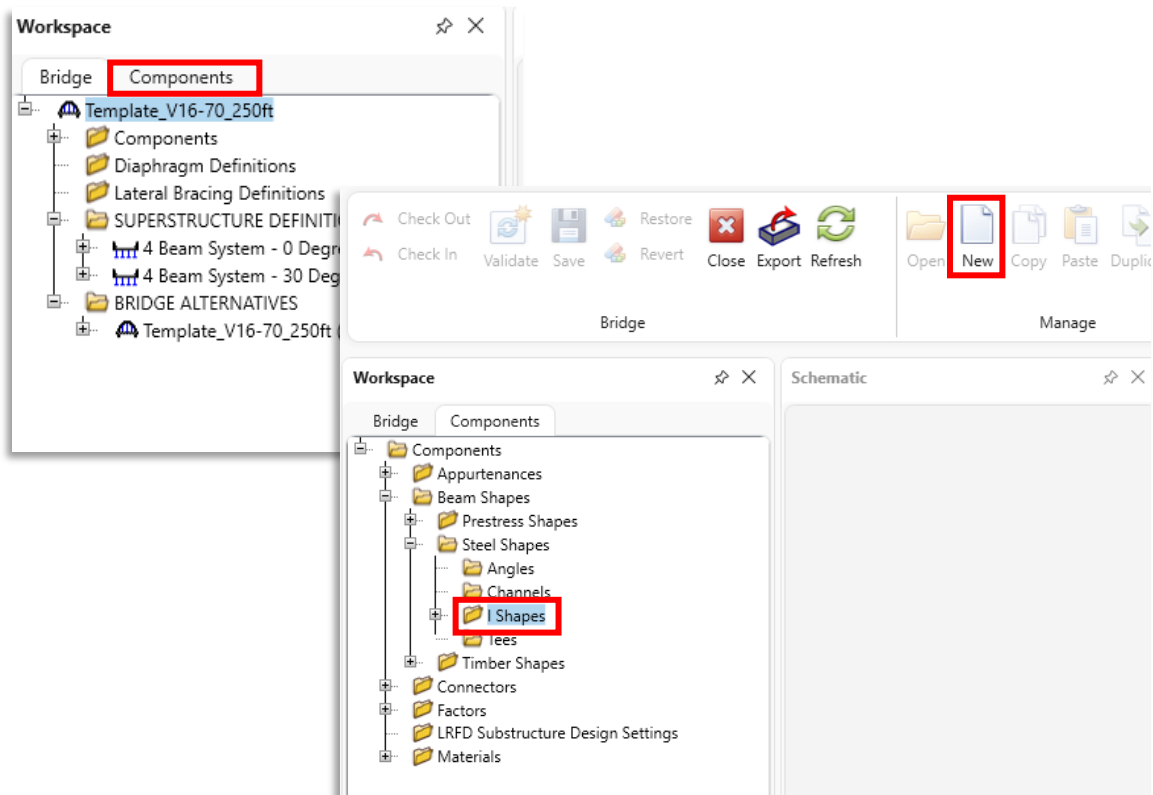 Workspace
Bridge
Components
Template_V16-70_250ft
Components
Diaphragm Definitions
Lateral Bracing Definitions
SUPERSTRUCTURE DEFINITI
4 Beam System - 0 Degr
4 Beam System - 30 Deg
BRIDGE ALTERNATIVES
Template_V16-70_250ft (
Check Out
Check In
Validate
Save
Restore
Revert
Close
Export
Refresh
Bridge
Open
New
Copy
Paste
Duplic
Manage
Workspace
Bridge
Components
Components
Appurtenances
Beam Shapes
Prestress Shapes
Steel Shapes
Angles
Channels
I Shapes
Tees
Timber Shapes
Connectors
Factors
LRFD Substructure Design Settings
Materials
Schematic